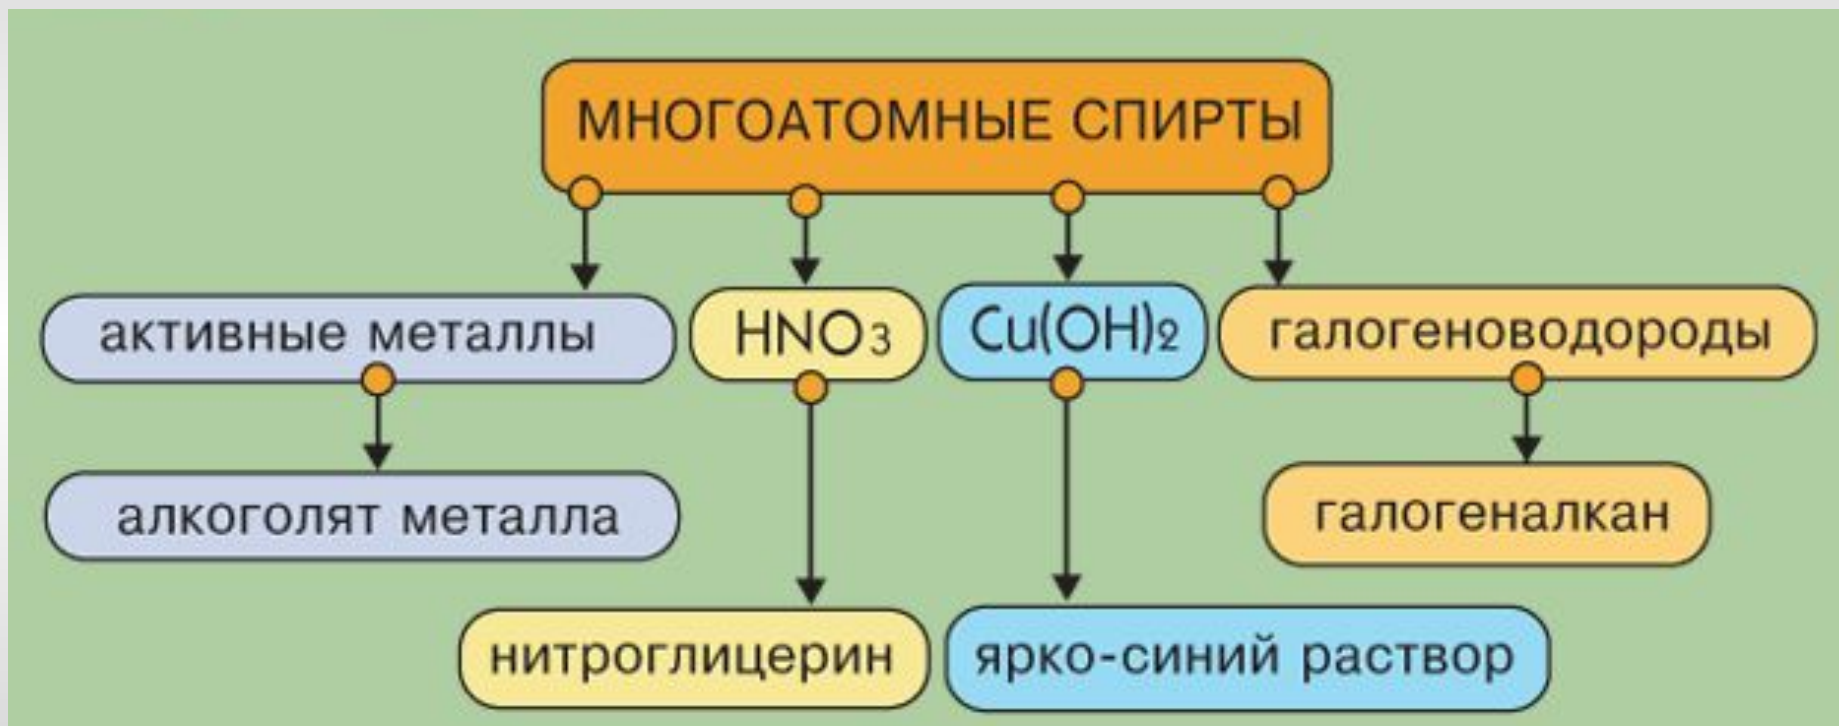 МНОГОАТОМНЫЕ СПИРТЫ
активные металлы
HNO3
Cu(OH)2
галогеноводороды
алкоголят металла
галогеналкан
нитроглицерин
ярко-синий раствор